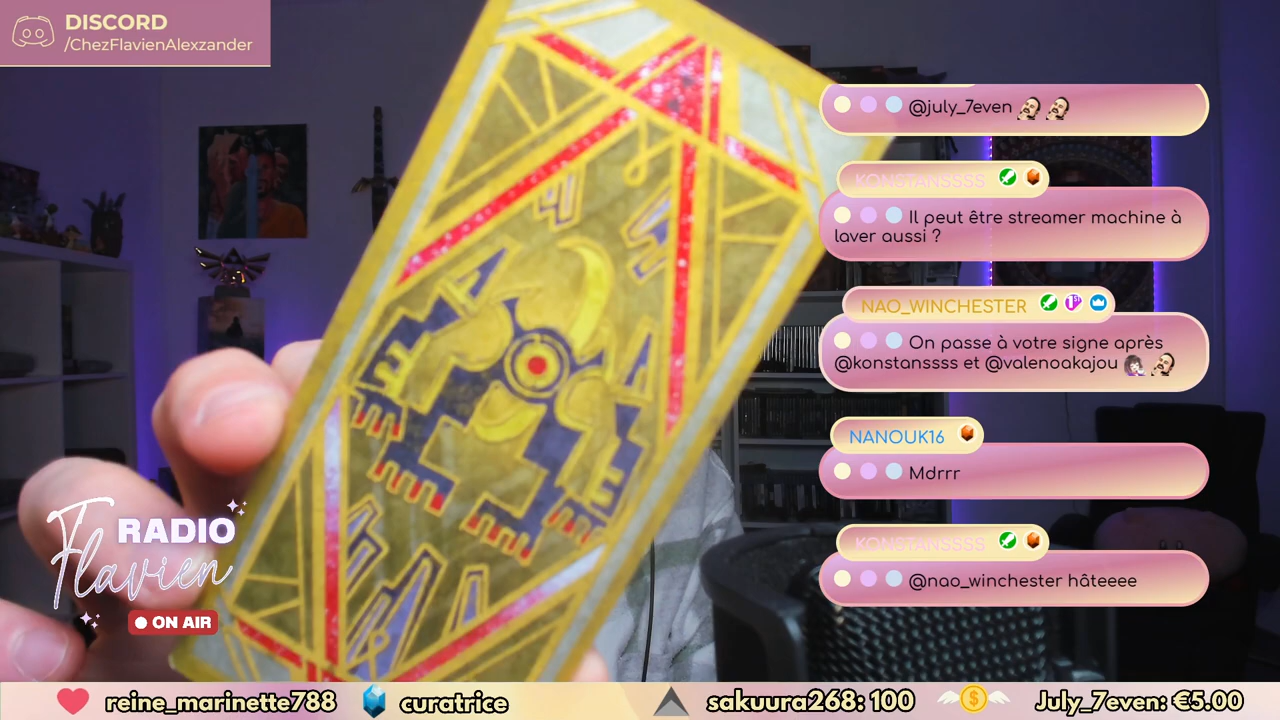 DISCORD
/ChezFlavienAlexzander
@july_7even
KONSTANSSSS
Il peut être streamer machine à
laver aussi ?
NAO_WINCHESTER
On passe à votre signe après
@konstanssss et @valenoakajou
NANOUK16
Mdrrr
KONSTANSSSS
@nao_winchester hâteeee
RADIO
Flavien
ON AIR
reine_marinette788
curatrice
sakuura268: 100
July_7even: €5.00